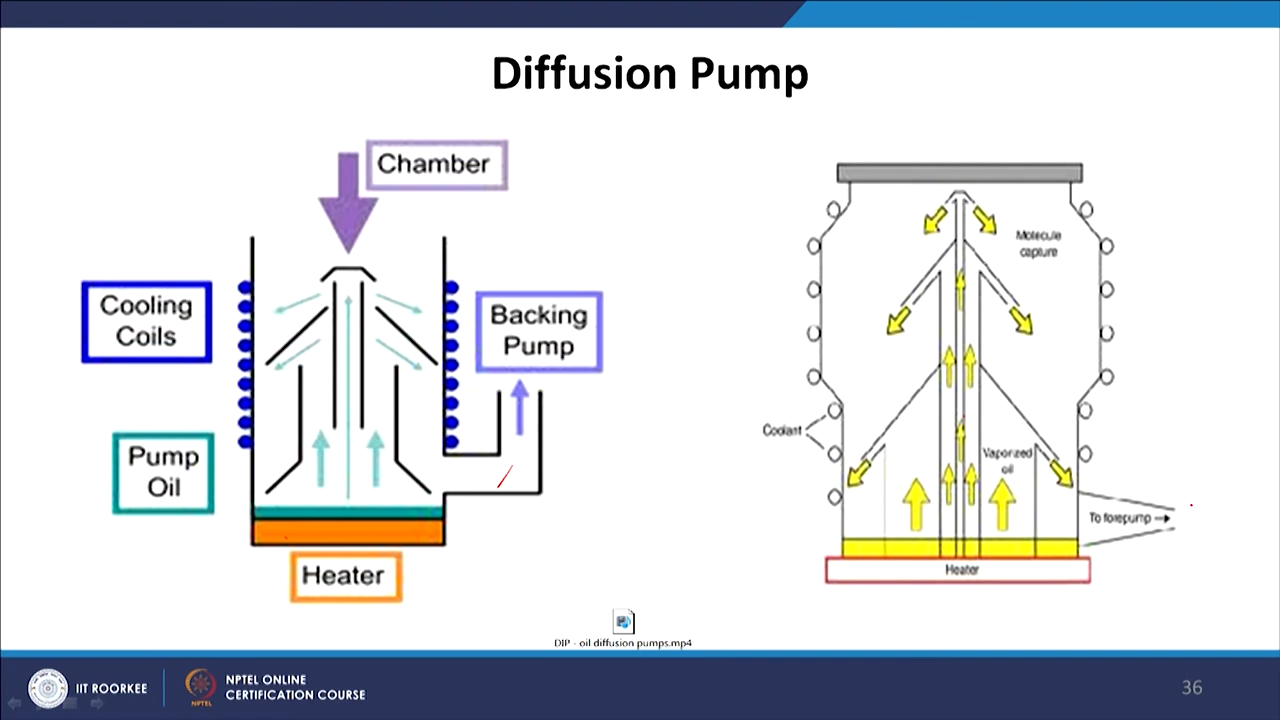 Diffusion Pump
Chamber
Cooling
Coils
Backing
Pump
Pump
Oil
Heater
Molecule
capture
Coolant
Vaporized
oil
To forepump
Heater
DIP - oil diffusion pumps.mp4
IIT ROORKEE
NPTEL
NPTEL ONLINE
CERTIFICATION COURSE
36